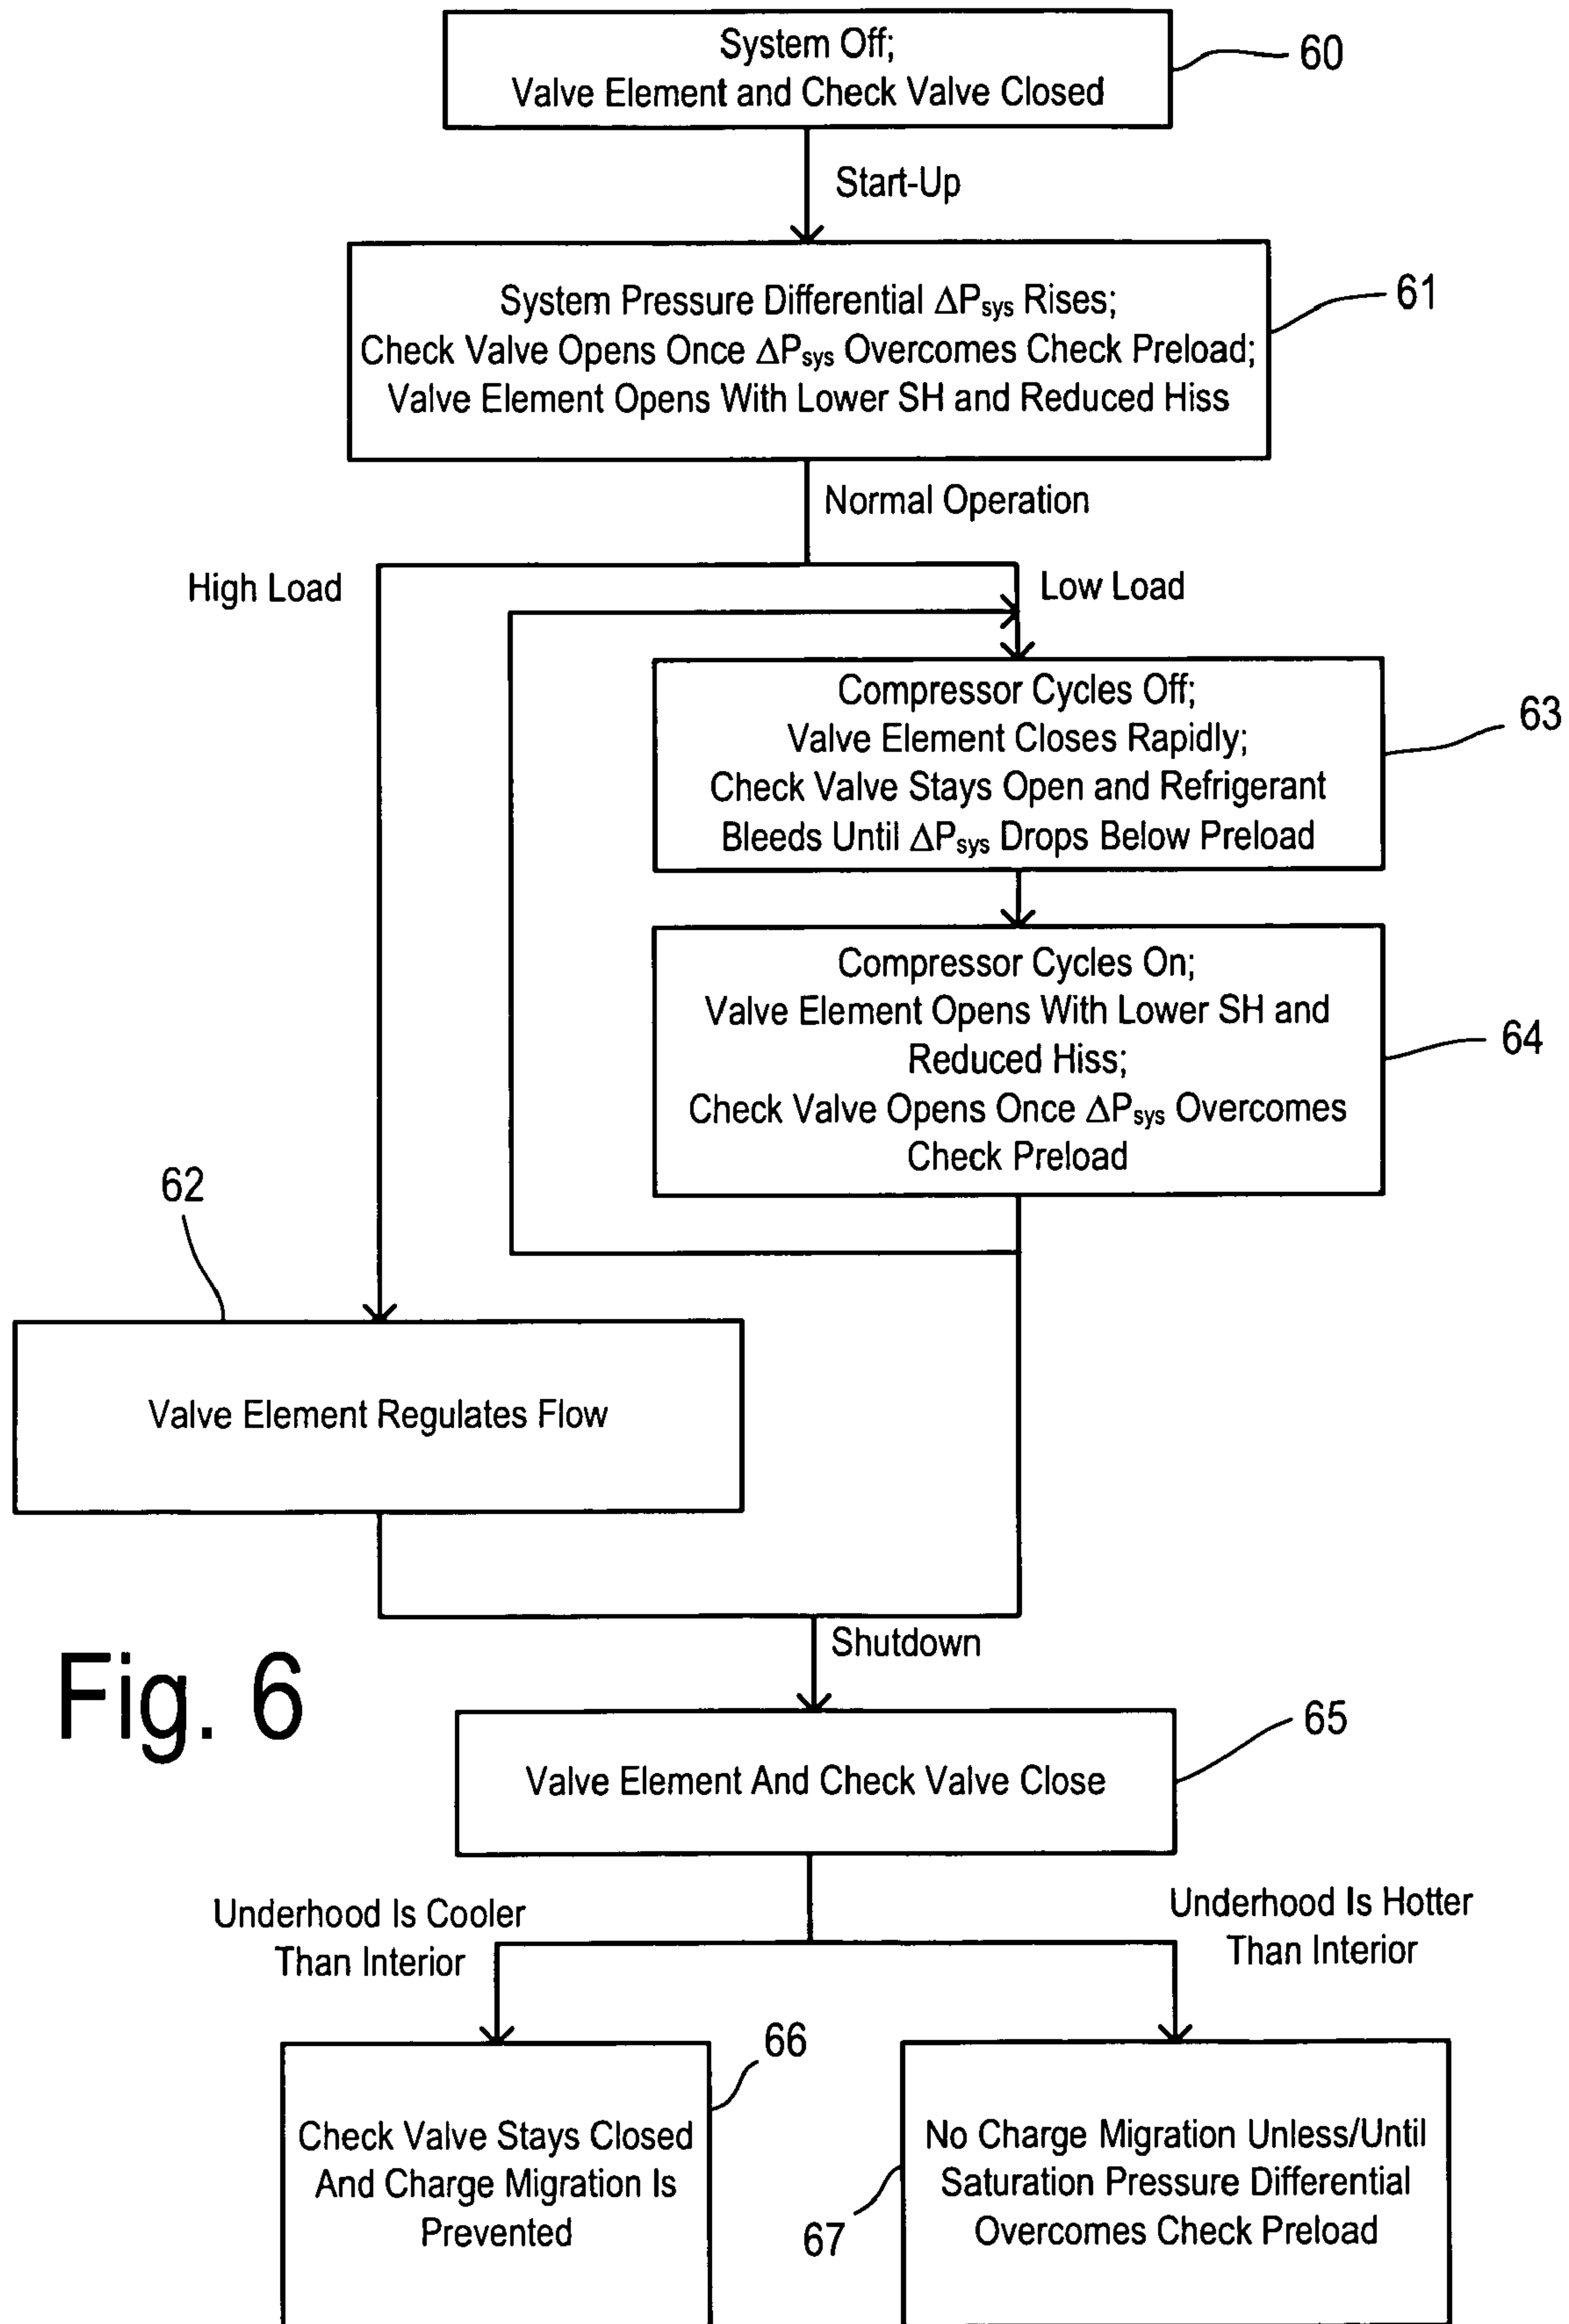 System Off;
Valve Element and Check Valve Closed
60
Start-Up
System Pressure Differential ΔPsys Rises;
Check Valve Opens Once ΔPsys Overcomes Check Preload;
Valve Element Opens With Lower SH and Reduced Hiss
61
Normal Operation
High Load
Low Load
Compressor Cycles Off;
Valve Element Closes Rapidly;
Check Valve Stays Open and Refrigerant
Bleeds Until ΔPsys Drops Below Preload
63
Compressor Cycles On;
Valve Element Opens With Lower SH and
Reduced Hiss;
Check Valve Opens Once ΔPsys Overcomes
Check Preload
64
62
Valve Element Regulates Flow
Shutdown
Fig. 6
Valve Element And Check Valve Close
65
Underhood Is Cooler
Than Interior
Underhood Is Hotter
Than Interior
Check Valve Stays Closed
And Charge Migration Is
Prevented
66
No Charge Migration Unless/Until
Saturation Pressure Differential
Overcomes Check Preload
67